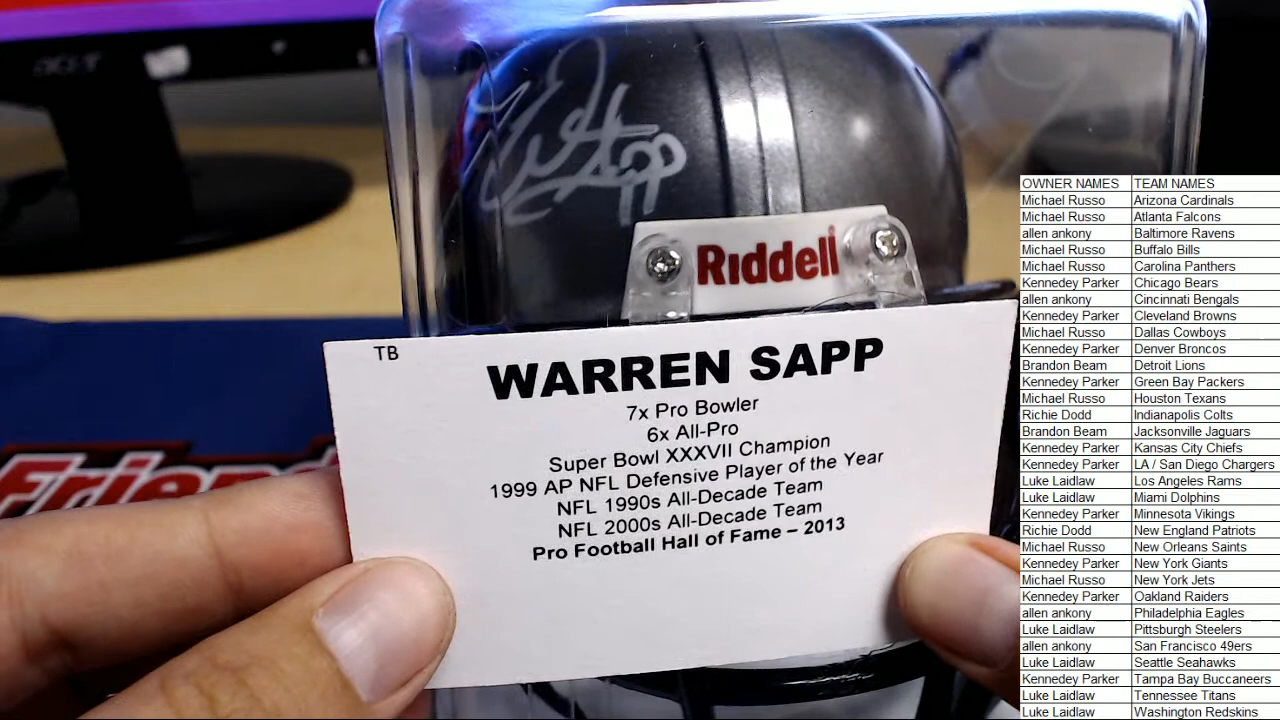 acer
Sapp
Riddell
TB
WARREN SAPP
7x Pro Bowler
6x All-Pro
Super Bowl XXXVII Champion
1999 AP NFL Defensive Player of the Year
NFL 1990s All-Decade Team
NFL 2000s All-Decade Team
Pro Football Hall of Fame – 2013
OWNER NAMES TEAM NAMES
Michael Russo Arizona Cardinals
Michael Russo Atlanta Falcons
allen ankony Baltimore Ravens
Michael Russo Buffalo Bills
Michael Russo Carolina Panthers
Kennedey Parker Chicago Bears
allen ankony Cincinnati Bengals
Kennedey Parker Cleveland Browns
Michael Russo Dallas Cowboys
Kennedey Parker Denver Broncos
Brandon Beam Detroit Lions
Kennedey Parker Green Bay Packers
Michael Russo Houston Texans
Richie Dodd Indianapolis Colts
Brandon Beam Jacksonville Jaguars
Kennedey Parker Kansas City Chiefs
Kennedey Parker LA / San Diego Chargers
Luke Laidlaw Los Angeles Rams
Luke Laidlaw Miami Dolphins
Kennedey Parker Minnesota Vikings
Richie Dodd New England Patriots
Michael Russo New Orleans Saints
Kennedey Parker New York Giants
Michael Russo New York Jets
Kennedey Parker Oakland Raiders
allen ankony Philadelphia Eagles
Luke Laidlaw Pittsburgh Steelers
allen ankony San Francisco 49ers
Luke Laidlaw Seattle Seahawks
Kennedey Parker Tampa Bay Buccaneers
Luke Laidlaw Tennessee Titans
Luke Laidlaw Washington Redskins